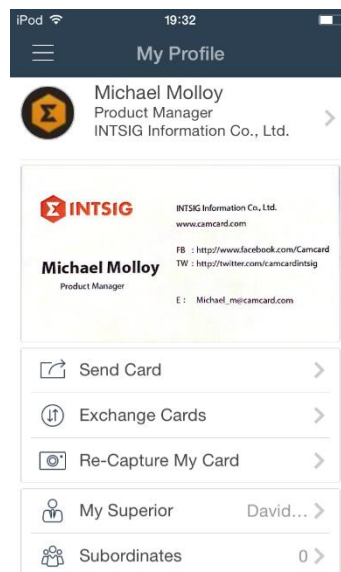 iPod 19:32
My Profile
Michael Molloy
Product Manager
INTSIG Information Co., Ltd.
INTSIG
INTSIG Information Co., Ltd.
www.camcard.com
FB : http://www.facebook.com/Camcard
TW : http://twitter.com/camcardintsig
Michael Molloy
Product Manager
E : Michael_m@camcard.com
Send Card
Exchange Cards
Re-Capture My Card
My Superior David...
Subordinates 0